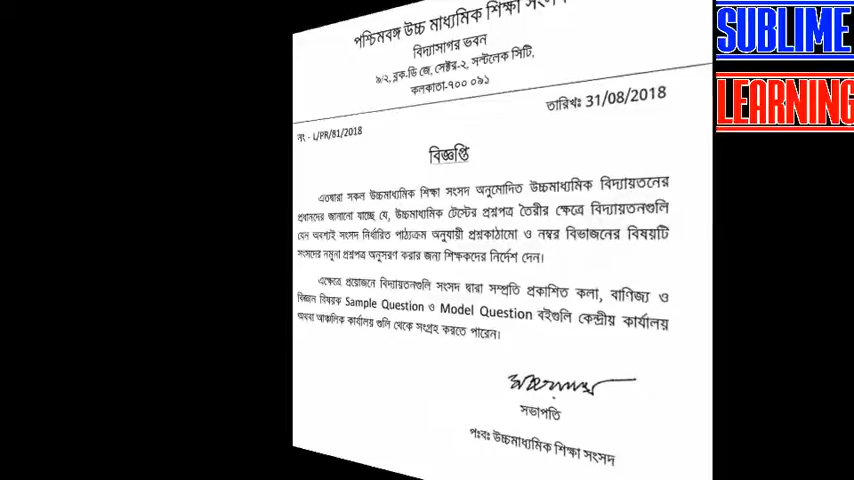 পশ্চিমবঙ্গ উচ্চ মাধ্যমিক শিক্ষা সংসদ
বিদ্যাসাগর ভবন
৯/২, ব্লক-ডি জে, সেক্টর-২, সল্টলেক সিটি,
কলকাতা-৭০০ ০৯১
তারিখঃ 31/08/2018
নং - L/PR/81/2018
বিজ্ঞপ্তি
এতদ্বারা সকল উচ্চমাধ্যমিক শিক্ষা সংসদ অনুমোদিত উচ্চমাধ্যমিক বিদ্যায়তনের
প্রধানদের জানানো যাচ্ছে যে, উচ্চমাধ্যমিক টেস্টের প্রশ্নপত্র তৈরীর ক্ষেত্রে বিদ্যায়তনগুলি
যেন অবশ্যই সংসদ নির্ধারিত পাঠ্যক্রম অনুযায়ী প্রশ্নকাঠামো ও নম্বর বিভাজনের বিষয়টি
সংসদের নমুনা প্রশ্নপত্র অনুসরণ করার জন্য শিক্ষকদের নির্দেশ দেন।
এক্ষেত্রে প্রয়োজনে বিদ্যায়তনগুলি সংসদ দ্বারা সম্প্রতি প্রকাশিত কলা, বাণিজ্য ও
বিজ্ঞান বিষয়ক Sample Question ও Model Question বইগুলি কেন্দ্রীয় কার্যালয়
অথবা আঞ্চলিক কার্যালয় গুলি থেকে সংগ্রহ করতে পারেন।
সভাপতি
পঃবঃ উচ্চমাধ্যমিক শিক্ষা সংসদ
SUBLIME
LEARNING